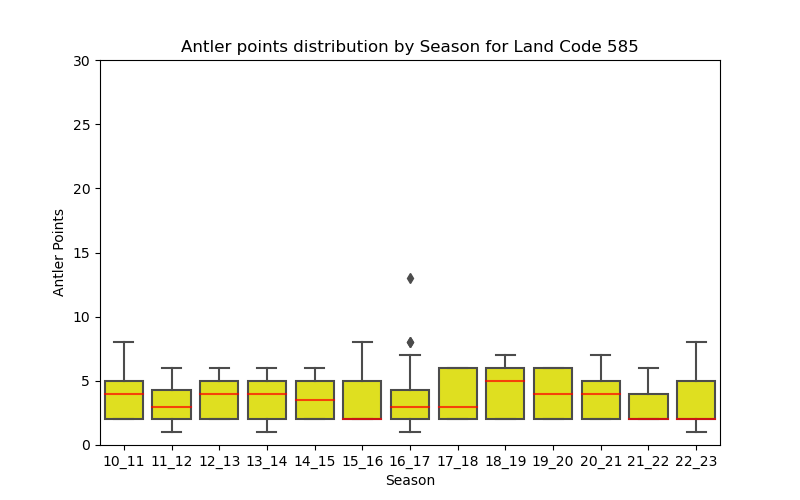 Antler points distribution by Season for Land Code 585
30
25
20
15
10
5
0
Antler Points
10_11 11_12 12_13 13_14 14_15 15_16 16_17 17_18 18_19 19_20 20_21 21_22 22_23
Season